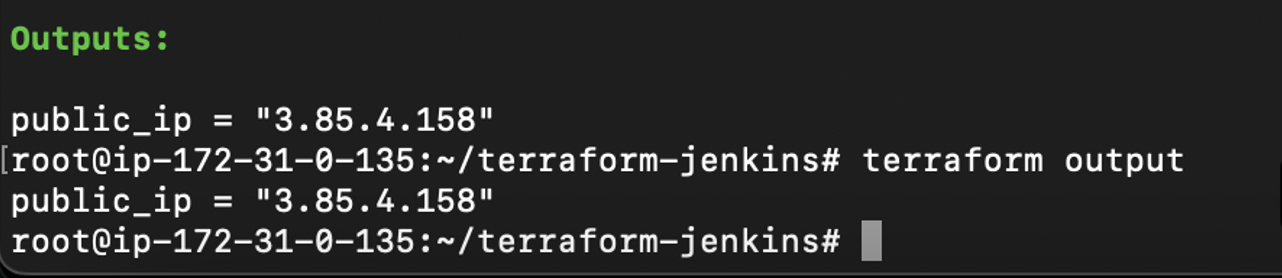 Outputs:
public_ip = "3.85.4.158"
[root@ip-172-31-0-135:~/terraform-jenkins# terraform output
public_ip = "3.85.4.158"
root@ip-172-31-0-135:~/terraform-jenkins#